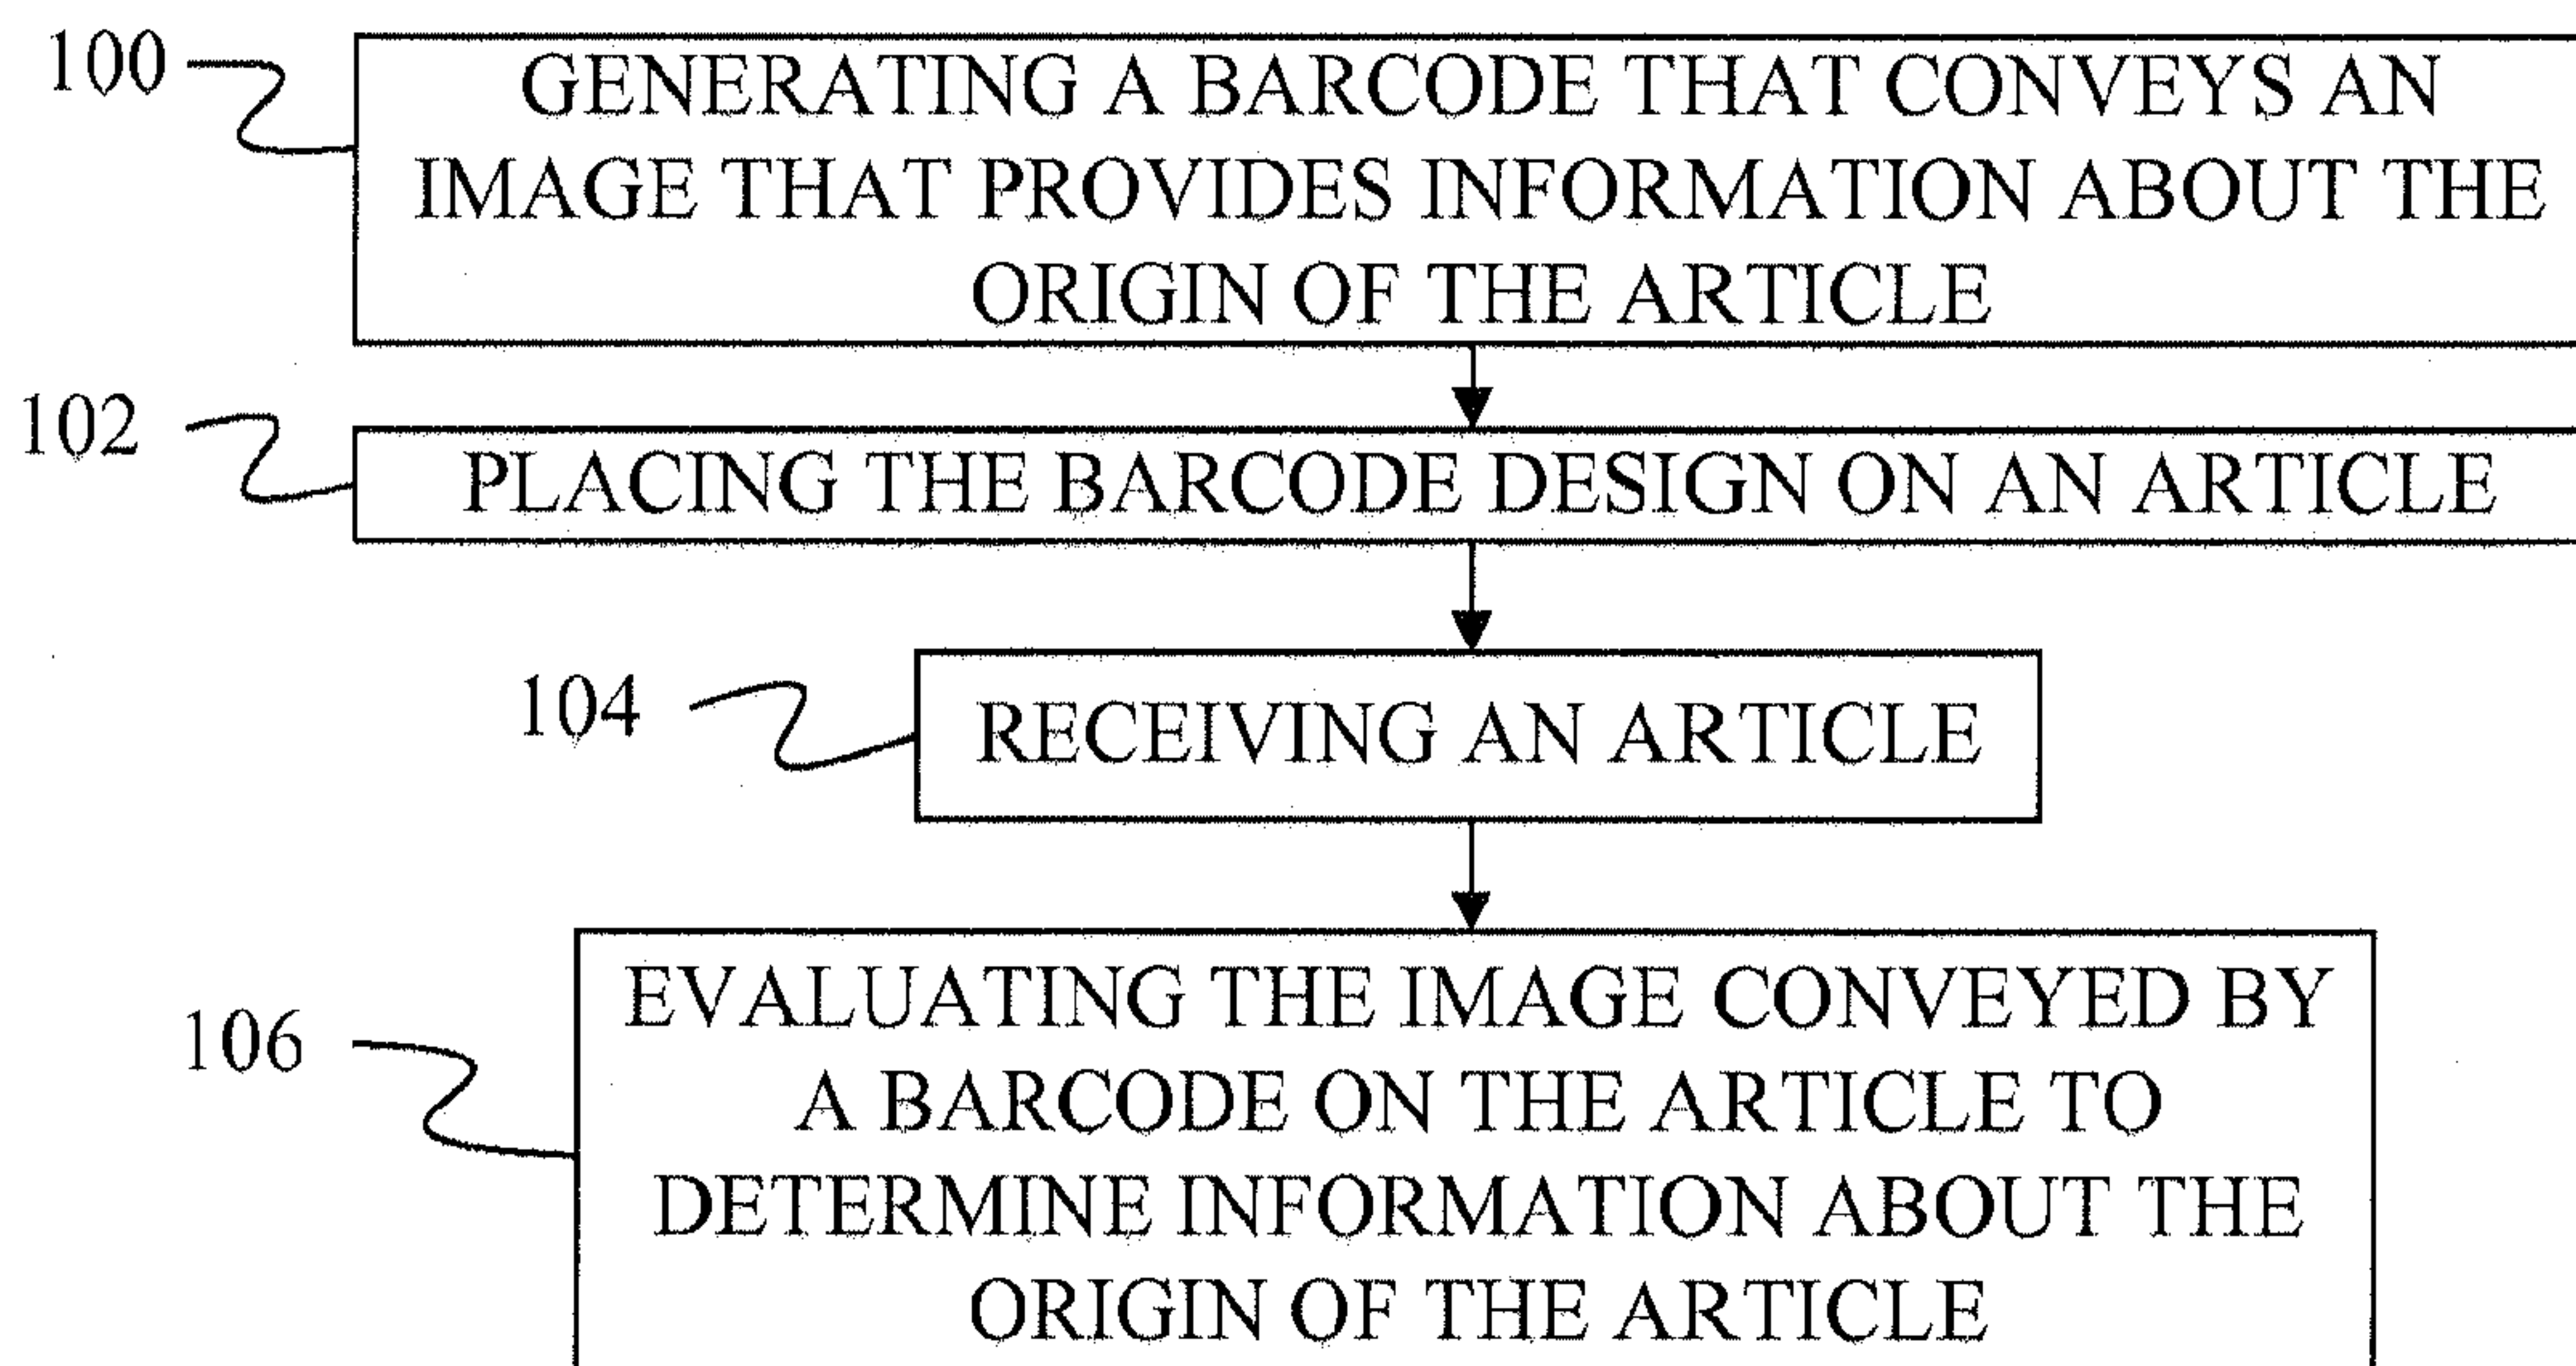 100
GENERATING A BARCODE THAT CONVEYS AN
IMAGE THAT PROVIDES INFORMATION ABOUT THE
ORIGIN OF THE ARTICLE
102
PLACING THE BARCODE DESIGN ON AN ARTICLE
104
RECEIVING AN ARTICLE
106
EVALUATING THE IMAGE CONVEYED BY
A BARCODE ON THE ARTICLE TO
DETERMINE INFORMATION ABOUT THE
ORIGIN OF THE ARTICLE